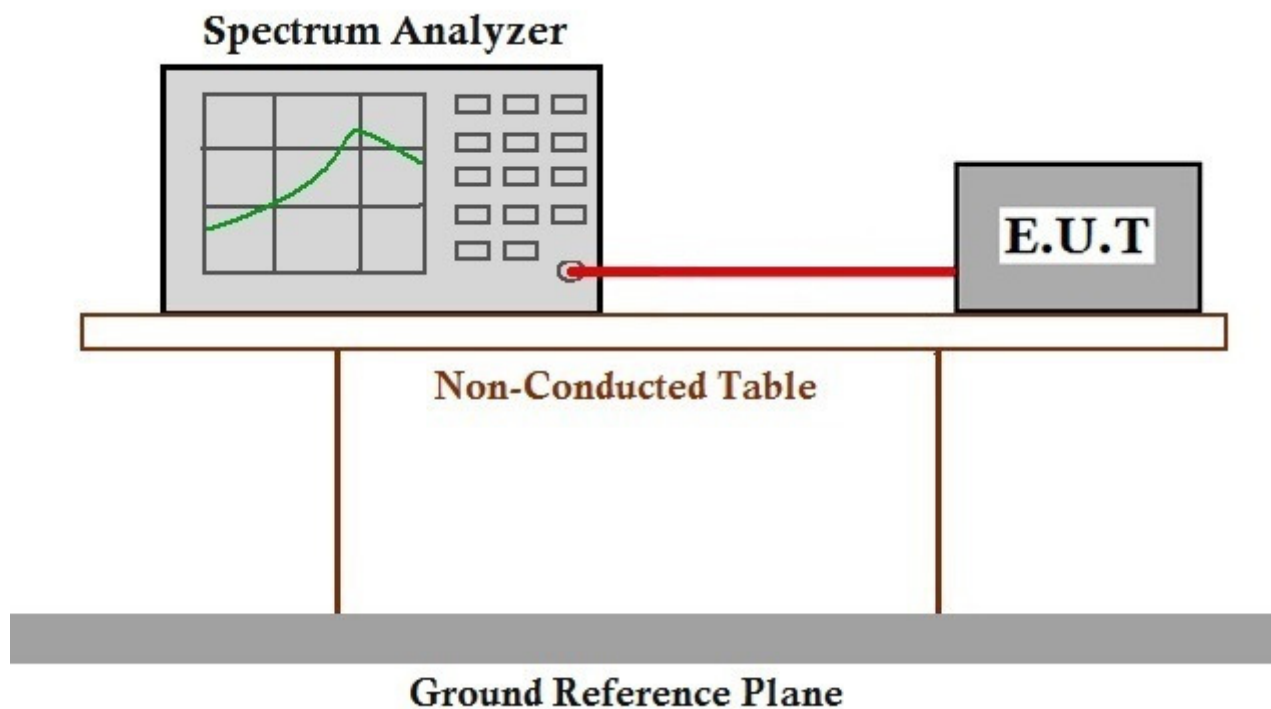 Spectrum Analyzer
E.U.T
Non-Conducted Table
Ground Reference Plane